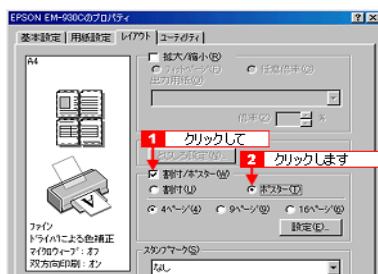 EPSON EM-930Cのプロパティ
基本設定 用紙設定 レイアウト ユーティリティ
A4
拡大/縮小(R)
フィットページ(F) 任意倍率(C)
出力用紙(O)
倍率(Z) %
1 クリックして
とじしろ設定(N)...
2 クリックします
割付/ポスター(W)
割付(U) ポスター(T)
4ページ(4) 9ページ(9) 16ページ(6)
設定(E)...
ファイン
ドライバによる色補正
マイクロウィーブ：オフ
双方向印刷：オン
スタンプマーク(S)
なし